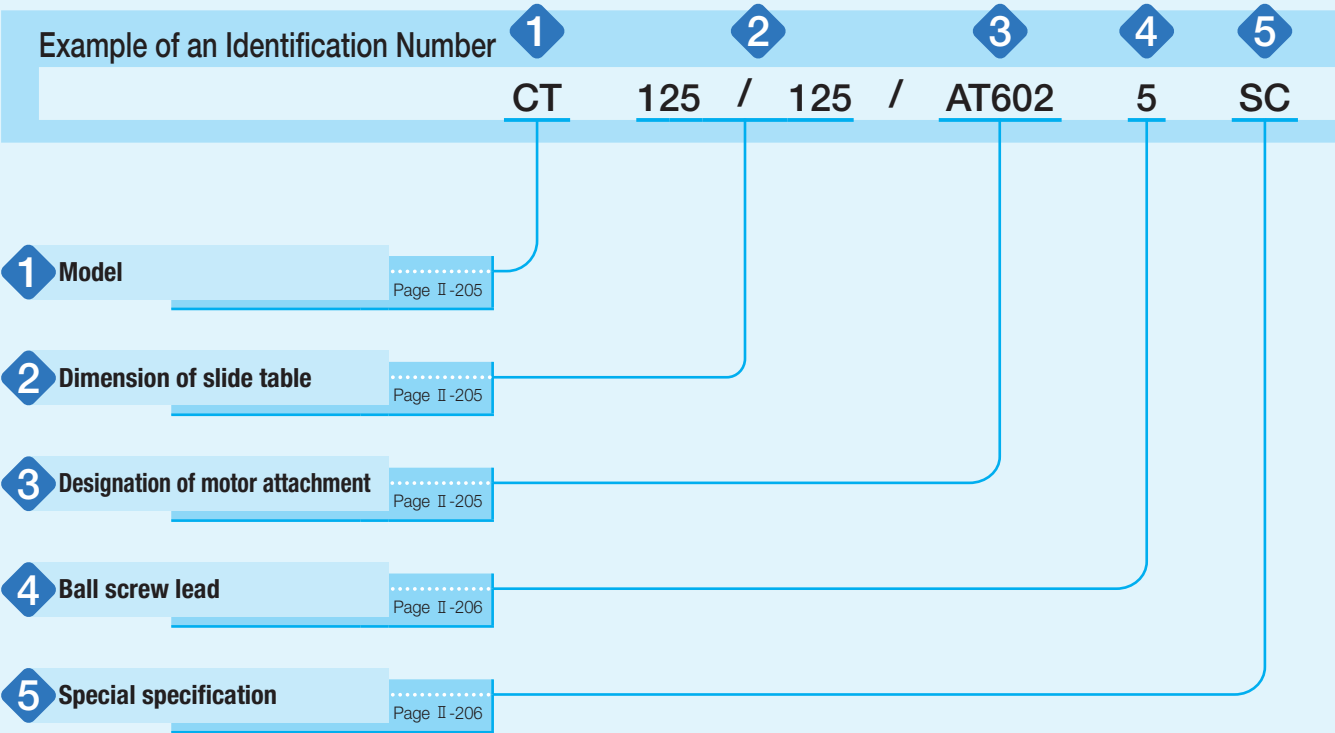 Example of an Identification Number 1 2 3 4 5
CT 125 / 125 / AT602 5 SC
1 Model
Page Ⅱ-205
2 Dimension of slide table
Page Ⅱ-205
3 Designation of motor attachment
Page Ⅱ-205
4 Ball screw lead
Page Ⅱ-206
5 Special specification
Page Ⅱ-206